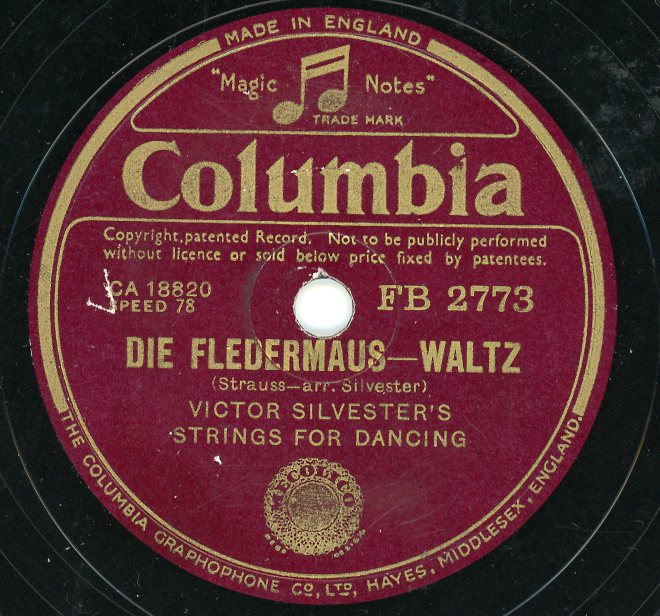 MADE IN ENGLAND
"Magic Notes"
TRADE MARK
Columbia
Copyright, patented Record. Not to be publicly performed
without licence or sold below price fixed by patentees.
CA 18820
SPEED 78
FB 2773
DIE FLEDERMAUS—WALTZ
(Strauss—arr. Silvester)
VICTOR SILVESTER'S
STRINGS FOR DANCING
THE COLUMBIA GRAPHOPHONE CO., LTD., HAYES, MIDDLESEX, ENGLAND.